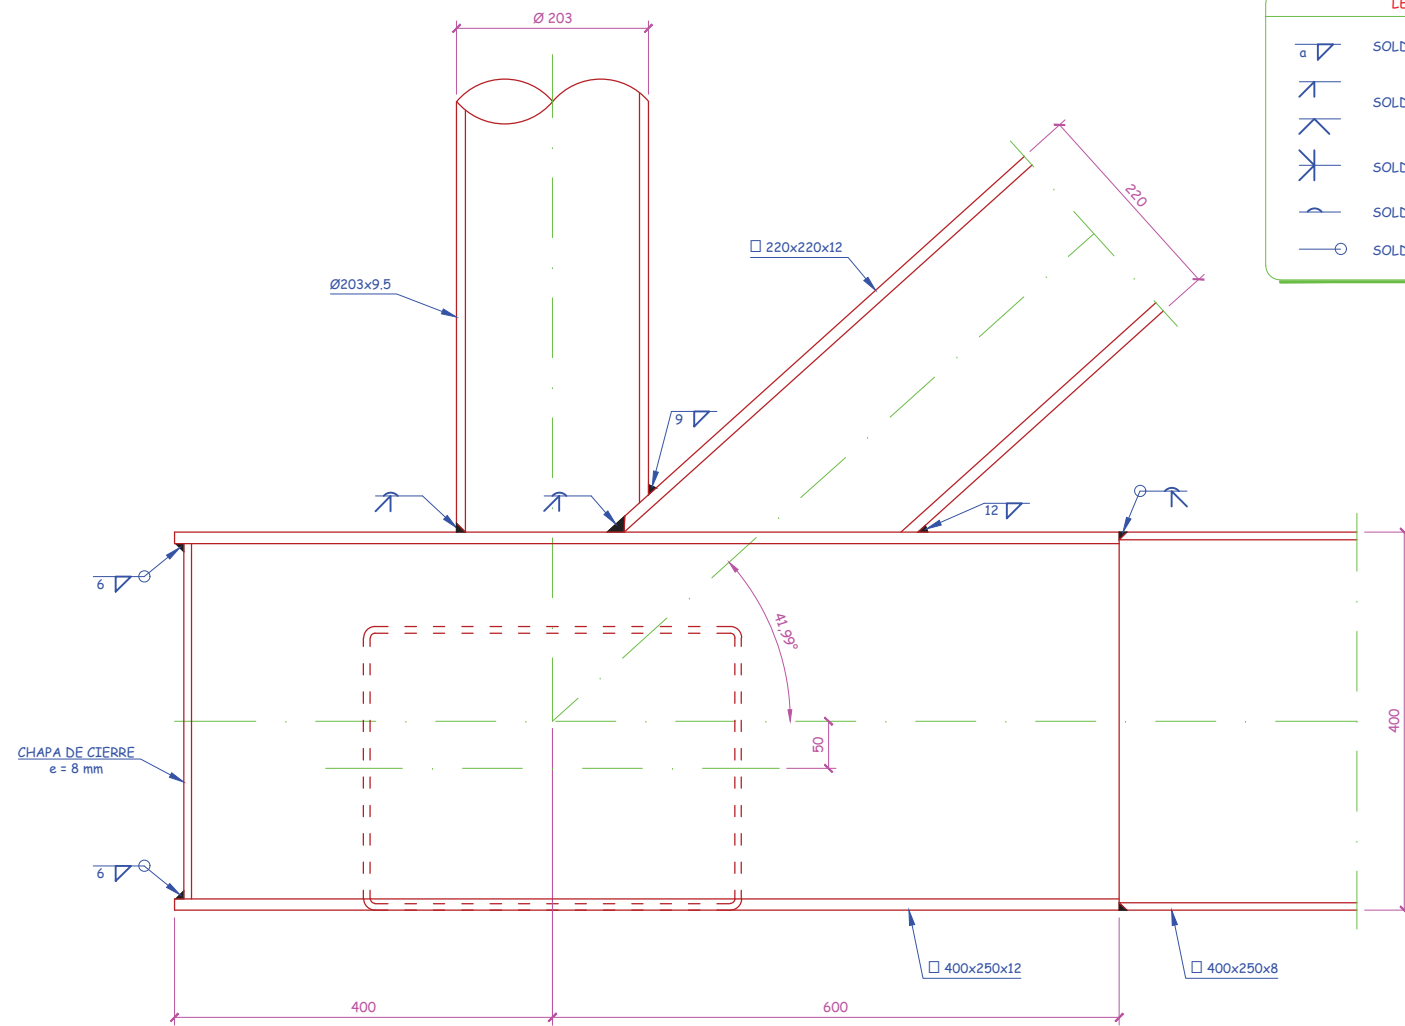 LE
Ø 203
a SOLD
SOLD
SOLD
SOLD
SOLD
220
□ 220x220x12
Ø203x9.5
9
12
6
41,99°
50
400
CHAPA DE CIERRE
e = 8 mm
6
□ 400x250x12
□ 400x250x8
400
600